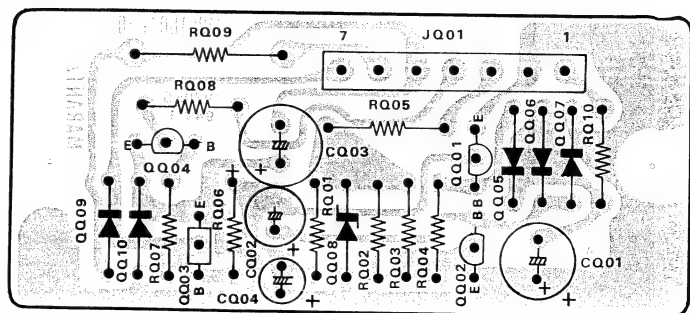 RQ09
7 JQ01 1
RQ08
RQ05
MARANTZ
E B
QQ04
CQ03
E
QQ01
B
QQ05
QQ06
QQ07
RQ10
QQ09
QQ10
RQ07
QQ03
E
B
RQ06
+
+
CQ02
+
CQ04
+
RQ01
QQ08
RQ02
RQ03
RQ04
B
QQ02
E
CQ01
+
+